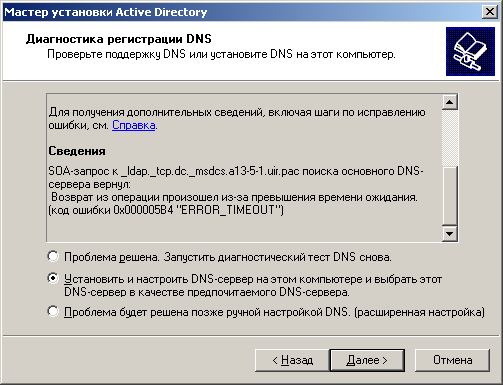 Мастер установки Active Directory
Диагностика регистрации DNS
Проверьте поддержку DNS или установите DNS на этот компьютер.
Для получения дополнительных сведений, включая шаги по исправлению
ошибки, см. Справка.
Сведения
SOA-запрос к _ldap._tcp.dc._msdcs.a13-5-1.uir.pac поиска основного DNS-
сервера вернул:
Возврат из операции произошел из-за превышения времени ожидания.
(код ошибки 0x000005B4 "ERROR_TIMEOUT")
Проблема решена. Запустить диагностический тест DNS снова.
Установить и настроить DNS-сервер на этом компьютере и выбрать этот
DNS-сервер в качестве предпочитаемого DNS-сервера.
Проблема будет решена позже ручной настройкой DNS. (расширенная настройка)
< Назад
Далее >
Отмена